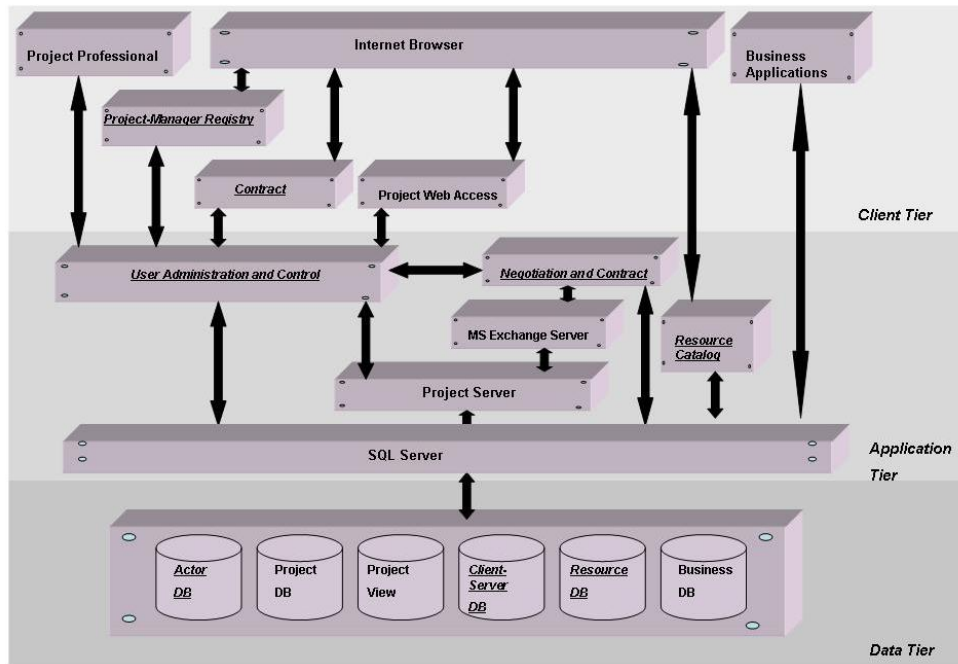 Project Professional
Internet Browser
Business
Applications
Project-Manager Registry
Contract
Project Web Access
Client Tier
User Administration and Control
Negotiation and Contract
MS Exchange Server
Resource
Catalog
Project Server
SQL Server
Application
Tier
Actor
DB
Project
DB
Project
View
Client-
Server
DB
Resource
DB
Business
DB
Data Tier